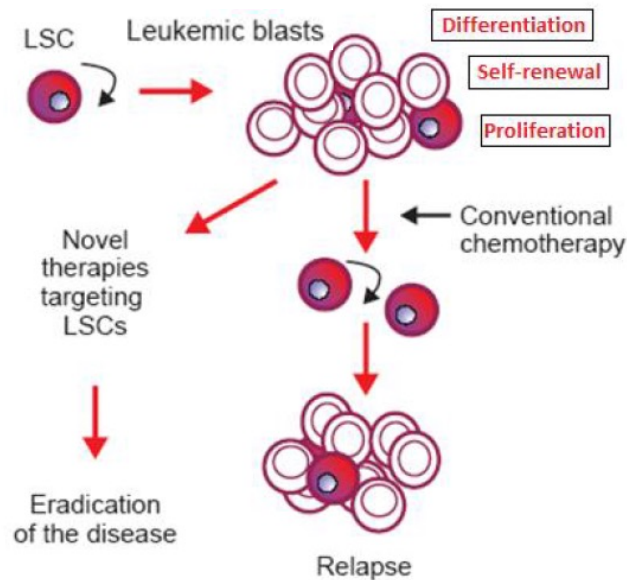 LSC
Leukemic blasts
Differentiation
Self-renewal
Proliferation
Novel
therapies
targeting
LSCs
Conventional
chemotherapy
Eradication
of the disease
Relapse